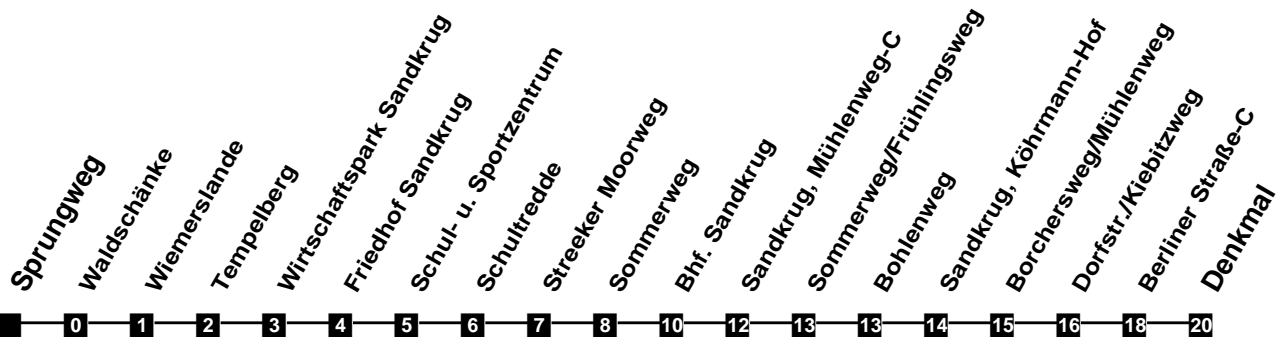 Sprungweg
Waldschänke
Wiemerslande
Tempelberg
Wirtschaftspark Sandkrug
Friedhof Sandkrug
Schul- u. Sportzentrum
Schultredde
Streeker Moorweg
Sommerweg
Bhf. Sandkrug
Sandkrug, Mühlenweg-C
Sommerweg/Frühlingsweg
Bohlenweg
Sandkrug, Köhrmann-Hof
Borchersweg/Mühlenweg
Dorfstr./Kiebitzweg
Berliner Straße-C
Denkmal
0 1 2 3 4 5 6 7 8 10 12 13 13 14 15 16 18 20